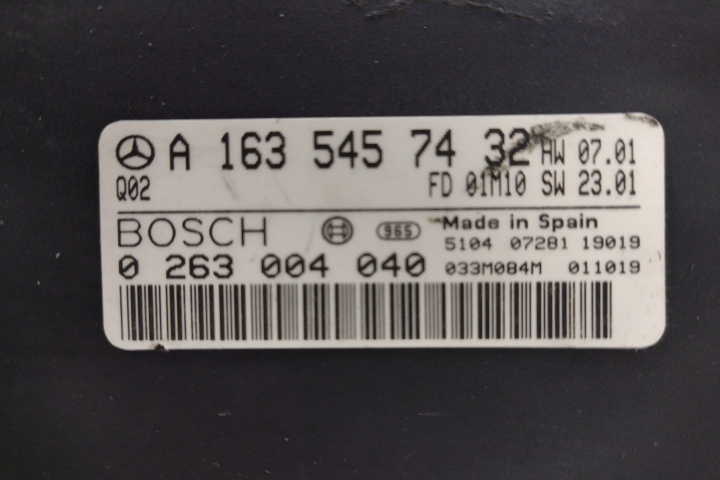 A 163 545 74 32 HW 07.01
Q02 FD 01M10 SW 23.01
BOSCH 965 Made in Spain
5104 07281 19019
0 263 004 040 033M084M 011019